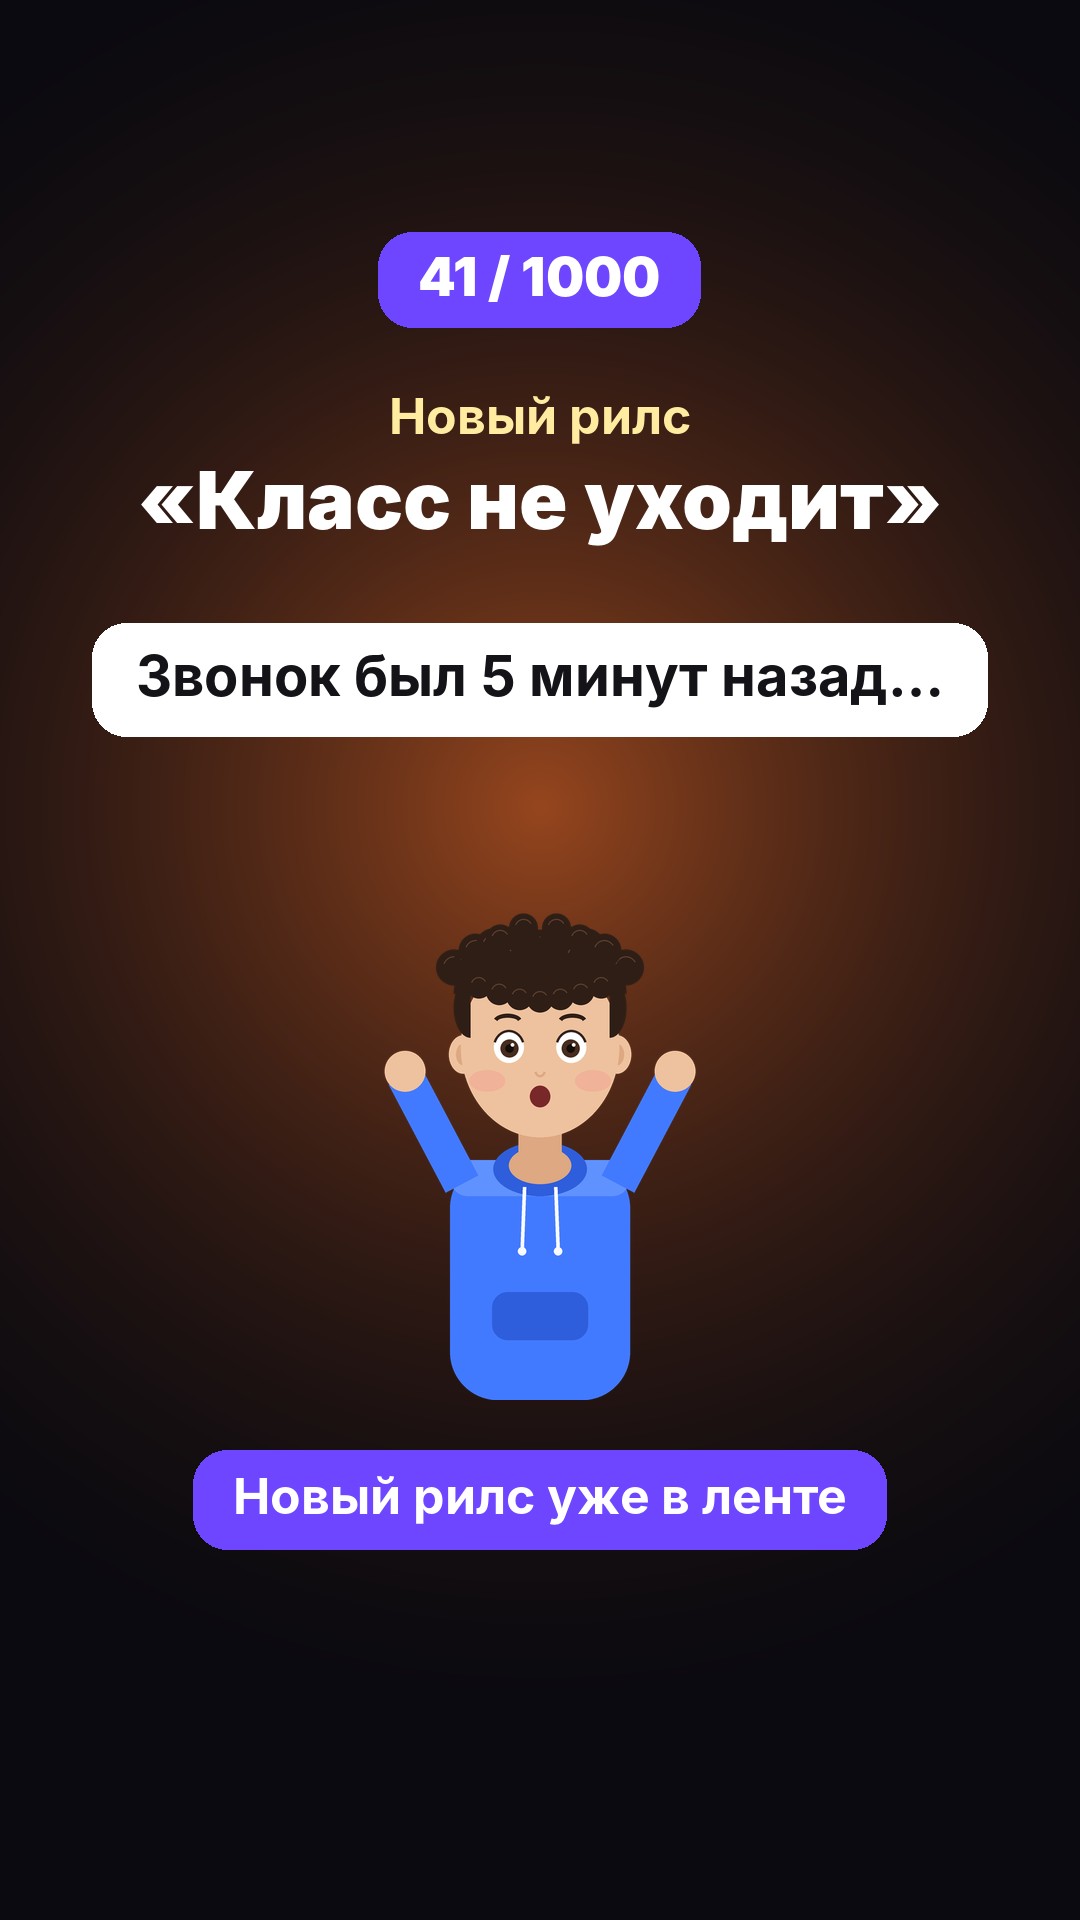 41 / 1000
Новый рилс
«Класс не уходит»
Звонок был 5 минут назад...
Новый рилс уже в ленте